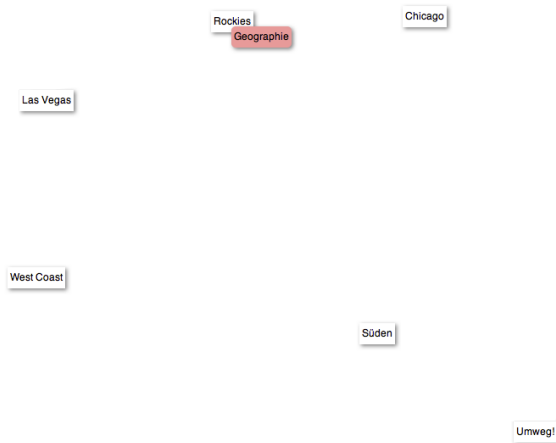 Rockies
Chicago
Geographie
Las Vegas
West Coast
Süden
Umweg!